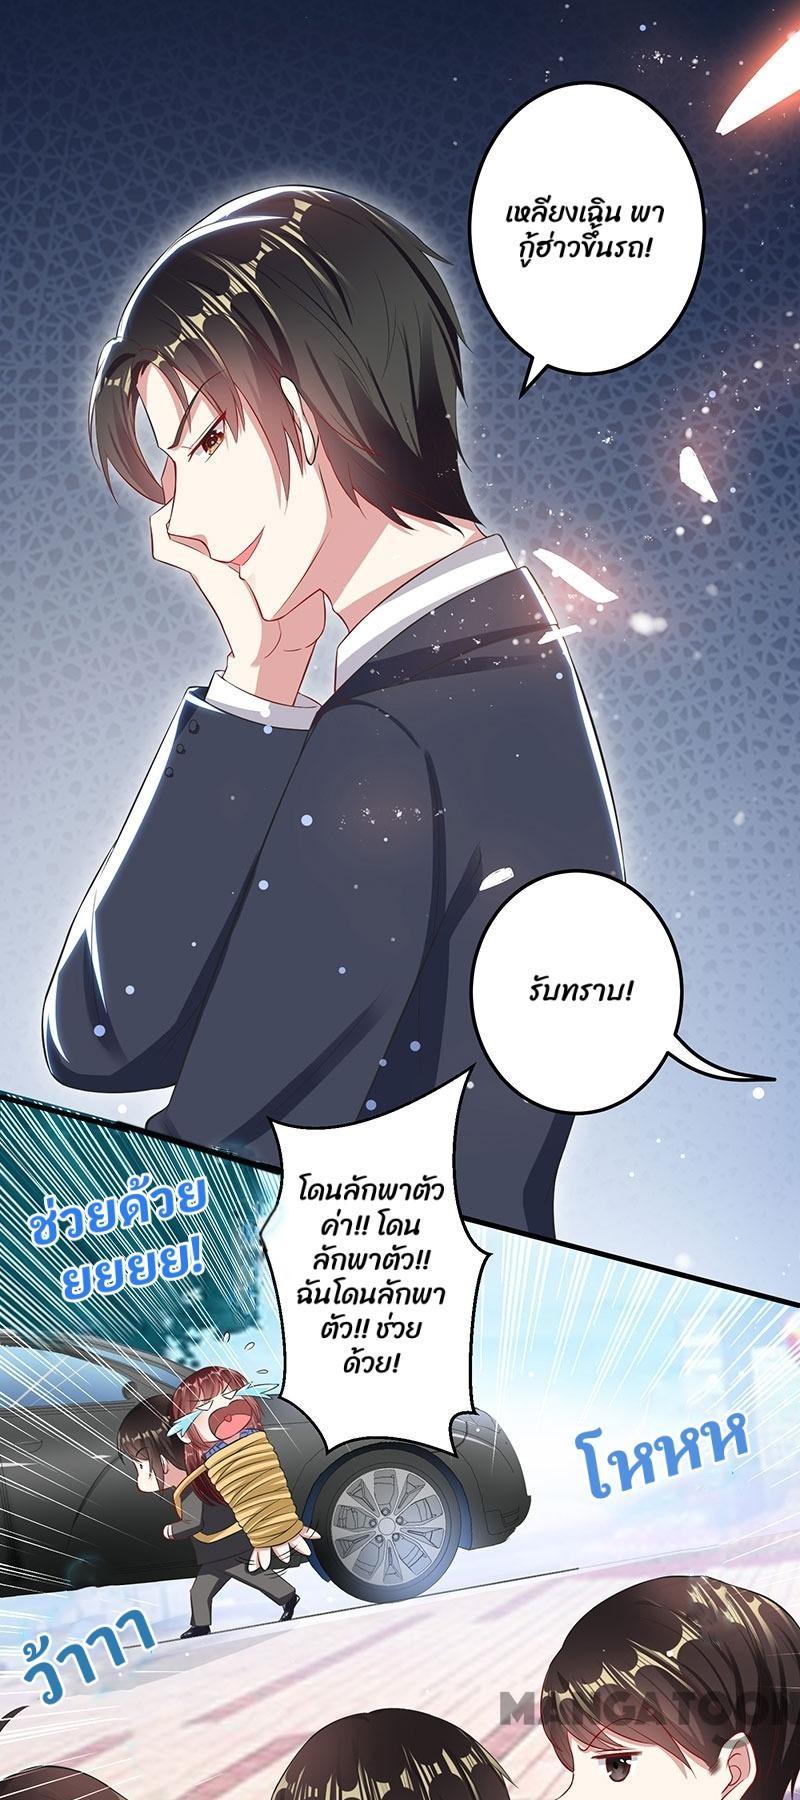 เหลียงเฉิน พา
กู้ฮ่าวขึ้นรถ!
รับทราบ!
ช่วยด้วย
ยยยย!
โดนลักพาตัว
ค่า!! โดน
ลักพาตัว!!
ฉันโดนลักพา
ตัว!! ช่วย
ด้วย!
โหหห
ว้าาา
MANGATOON